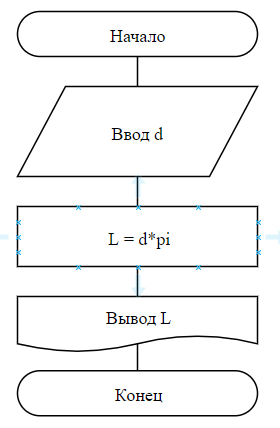 Начало
Ввод d
L = d*pi
Вывод L
Конец